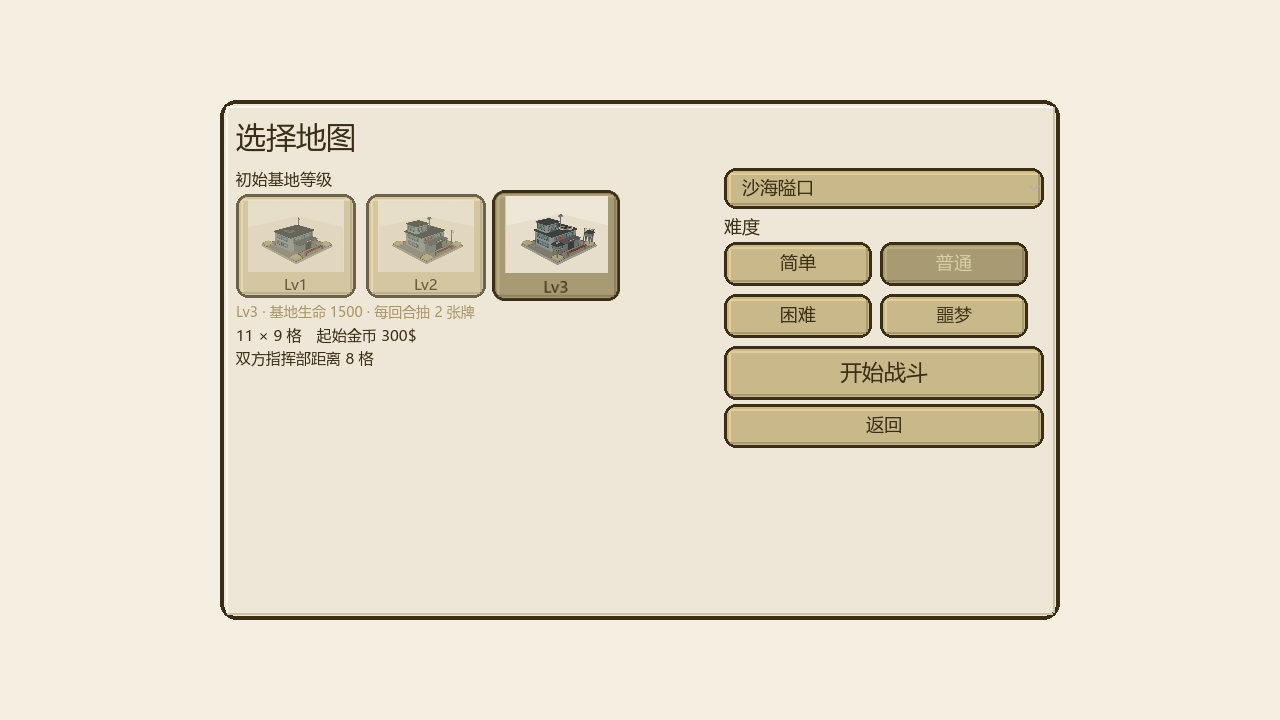 选择地图
初始基地等级
Lv1
Lv2
Lv3
Lv3 · 基地生命 1500 · 每回合抽 2 张牌
11 × 9 格 起始金币 300$
双方指挥部距离 8 格
沙海隘口
难度
简单
普通
困难
噩梦
开始战斗
返回